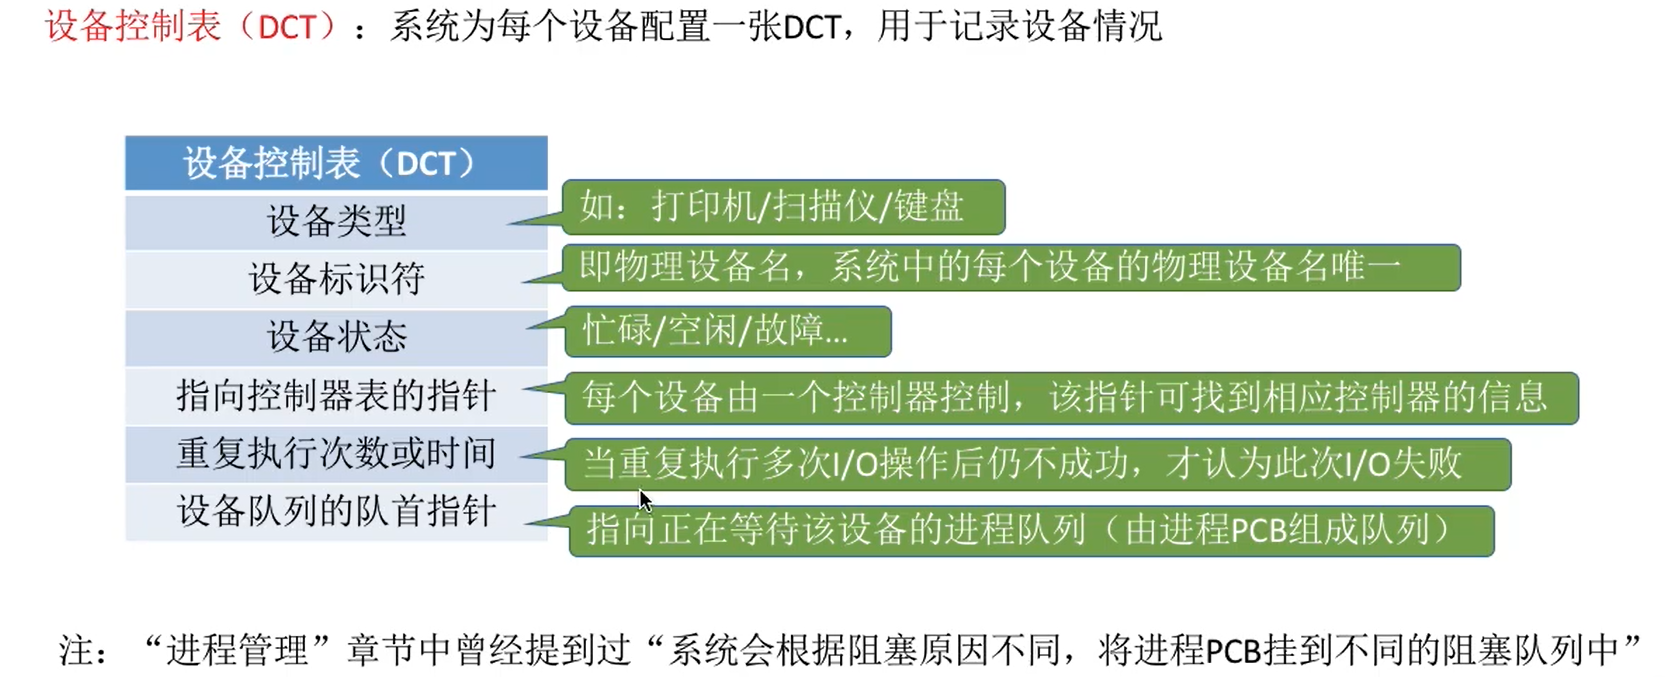 设备控制表（DCT）：系统为每个设备配置一张DCT，用于记录设备情况
设备控制表（DCT）
设备类型
如：打印机/扫描仪/键盘
设备标识符
即物理设备名，系统中的每个设备的物理设备名唯一
设备状态
忙碌/空闲/故障...
指向控制器表的指针
每个设备由一个控制器控制，该指针可找到相应控制器的信息
重复执行次数或时间
当重复执行多次I/O操作后仍不成功，才认为此次I/O失败
设备队列的队首指针
指向正在等待该设备的进程队列（由进程PCB组成队列）
注：“进程管理”章节中曾经提到过“系统会根据阻塞原因不同，将进程PCB挂到不同的阻塞队列中”